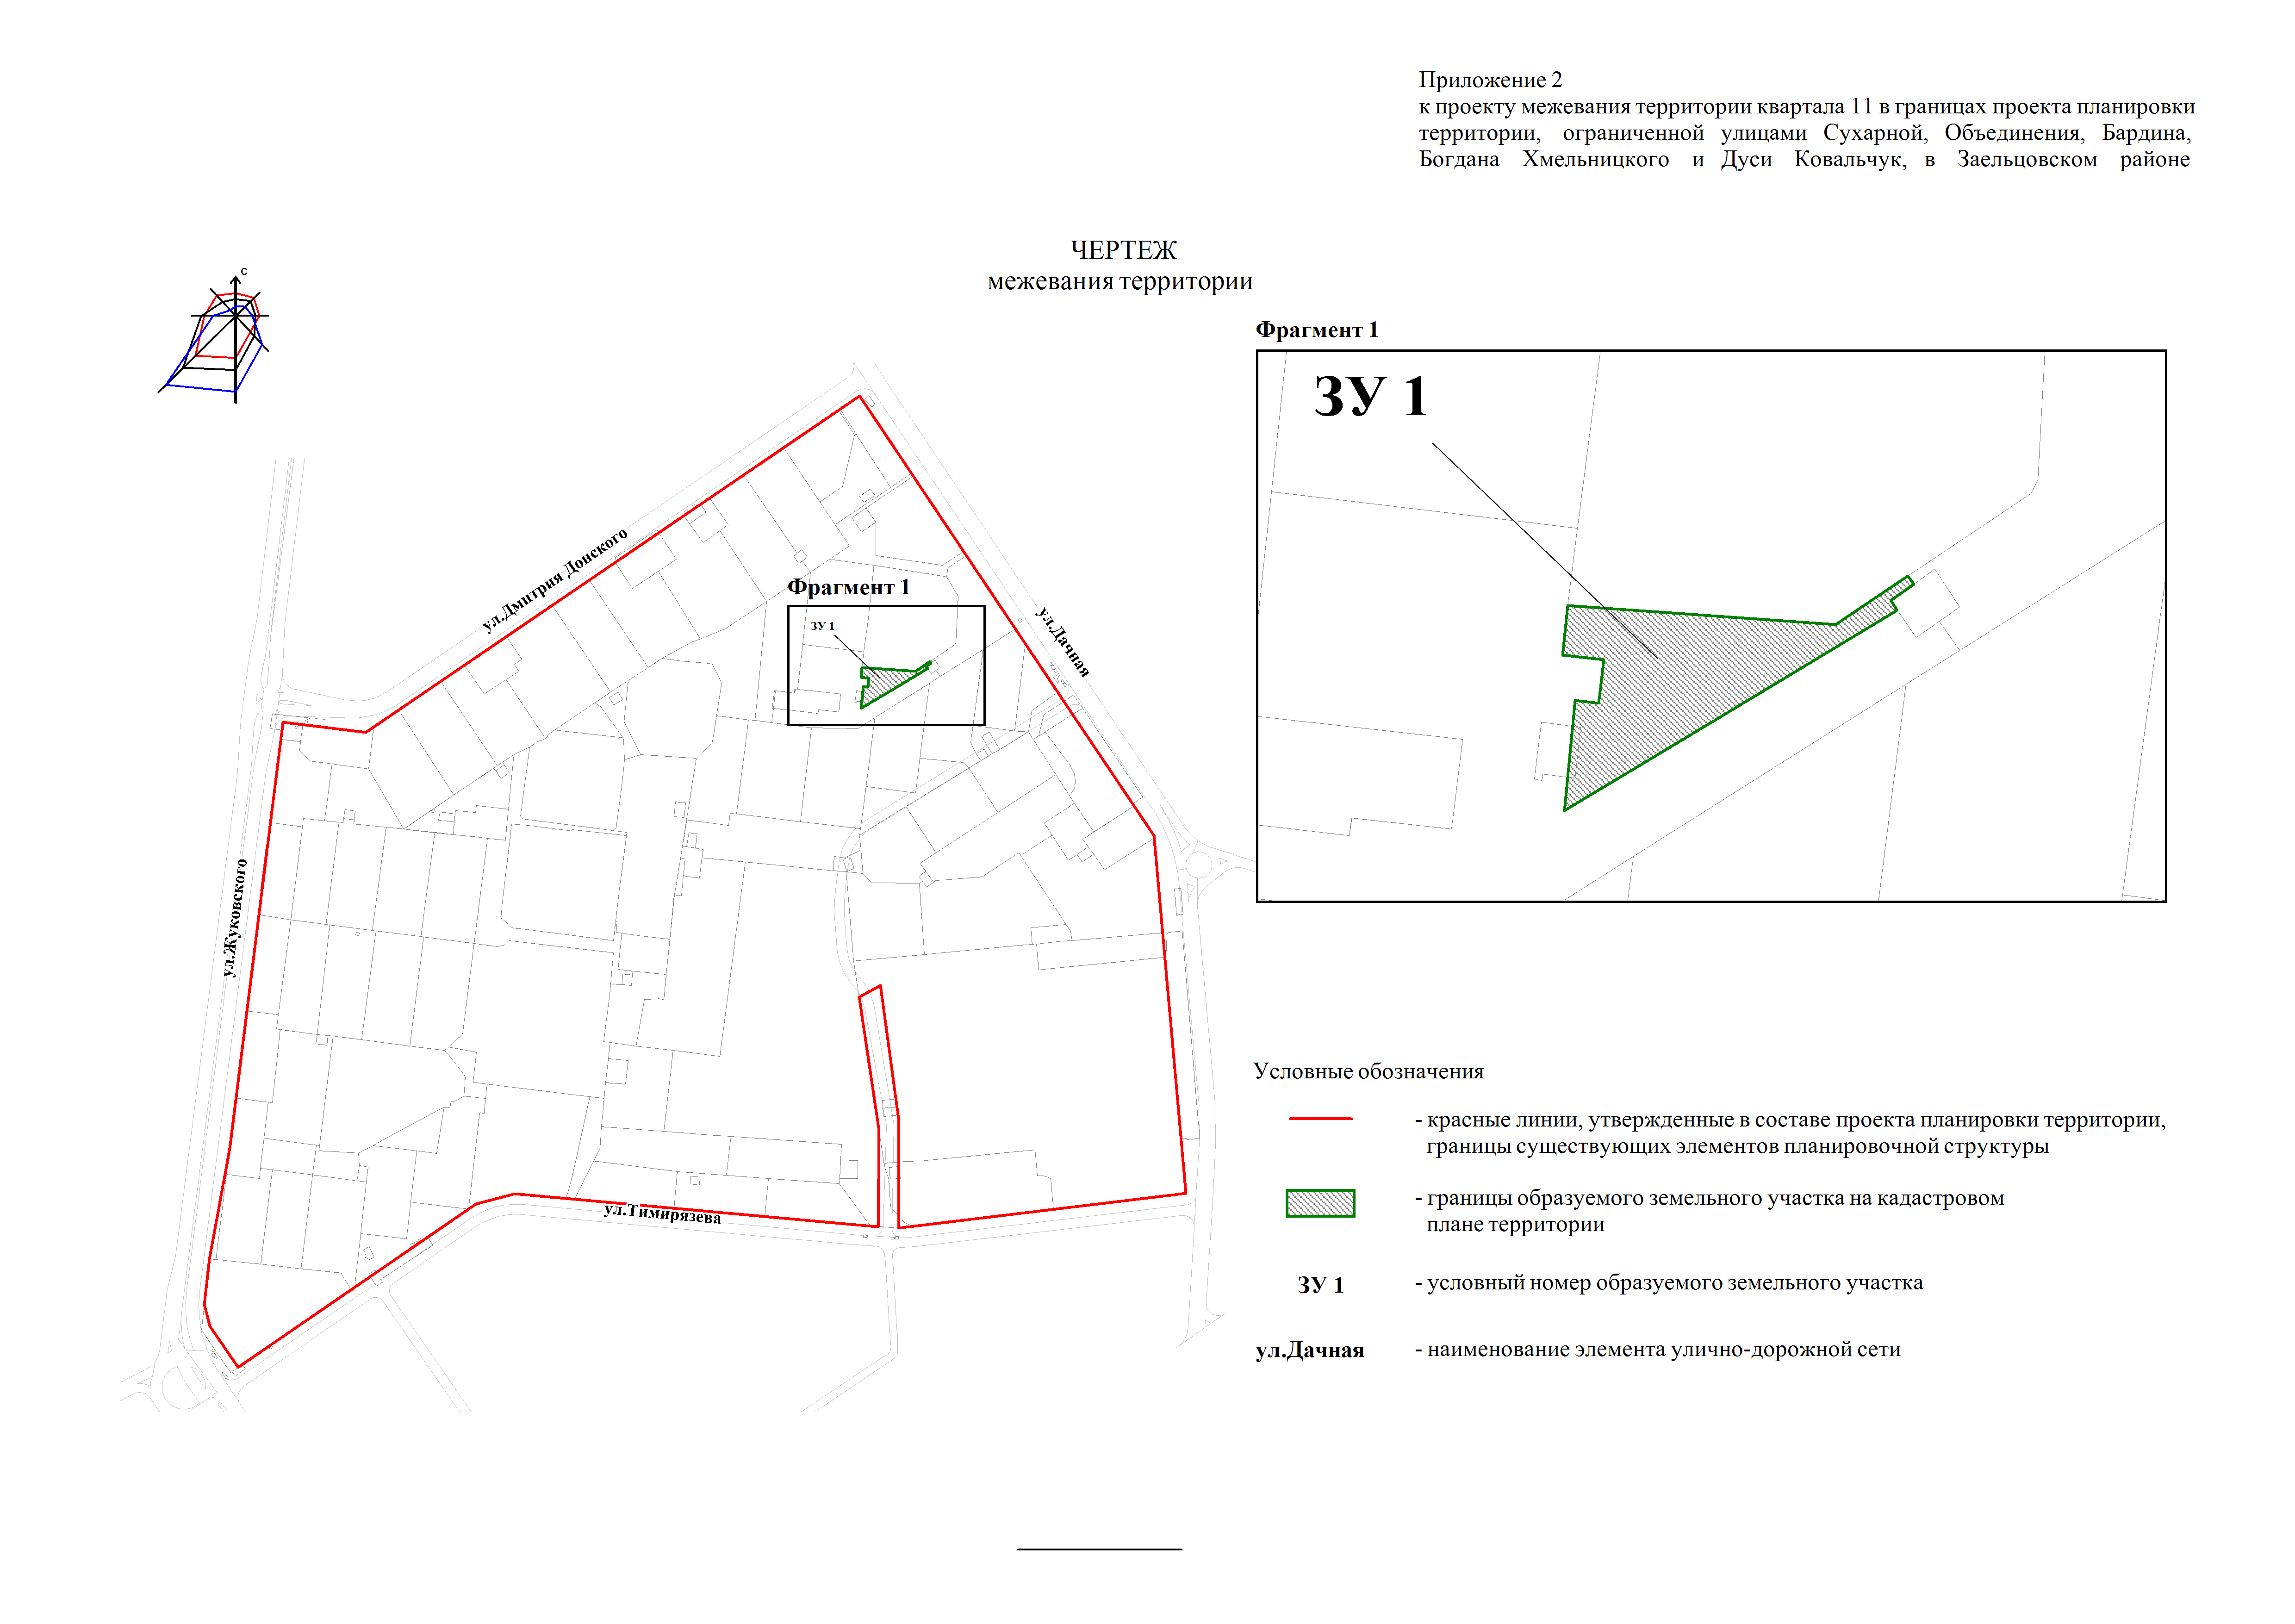 Приложение 2
к проекту межевания территории квартала 11 в границах проекта планировки
территории, ограниченной улицами Сухарной, Объединения, Бардина,
Богдана Хмельницкого и Дуси Ковальчук, в Заельцовском районе
ЧЕРТЕЖ
межевания территории
С
Фрагмент 1
ЗУ 1
ул.Дмитрия Донского
Фрагмент 1
ЗУ 1
ул.Дачная
ул.Жуковского
ул.Тимирязева
Условные обозначения
- красные линии, утвержденные в составе проекта планировки территории,
границы существующих элементов планировочной структуры
- границы образуемого земельного участка на кадастровом
плане территории
ЗУ 1 - условный номер образуемого земельного участка
ул.Дачная - наименование элемента улично-дорожной сети